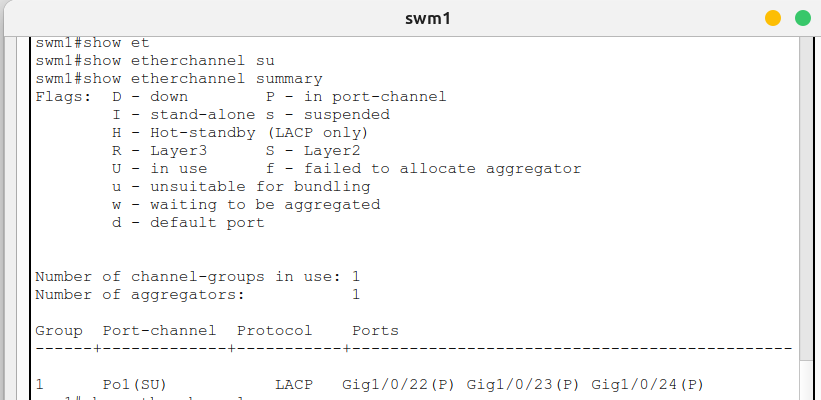 swm1
swm1#show et
swm1#show etherchannel su
swm1#show etherchannel summary
Flags:  D - down        P - in port-channel
        I - stand-alone s - suspended
        H - Hot-standby (LACP only)
        R - Layer3      S - Layer2
        U - in use      f - failed to allocate aggregator
        u - unsuitable for bundling
        w - waiting to be aggregated
        d - default port
Number of channel-groups in use: 1
Number of aggregators:           1
Group  Port-channel  Protocol    Ports
------+-------------+-----------+----------------------------------------------
1      Po1(SU)           LACP   Gig1/0/22(P) Gig1/0/23(P) Gig1/0/24(P)